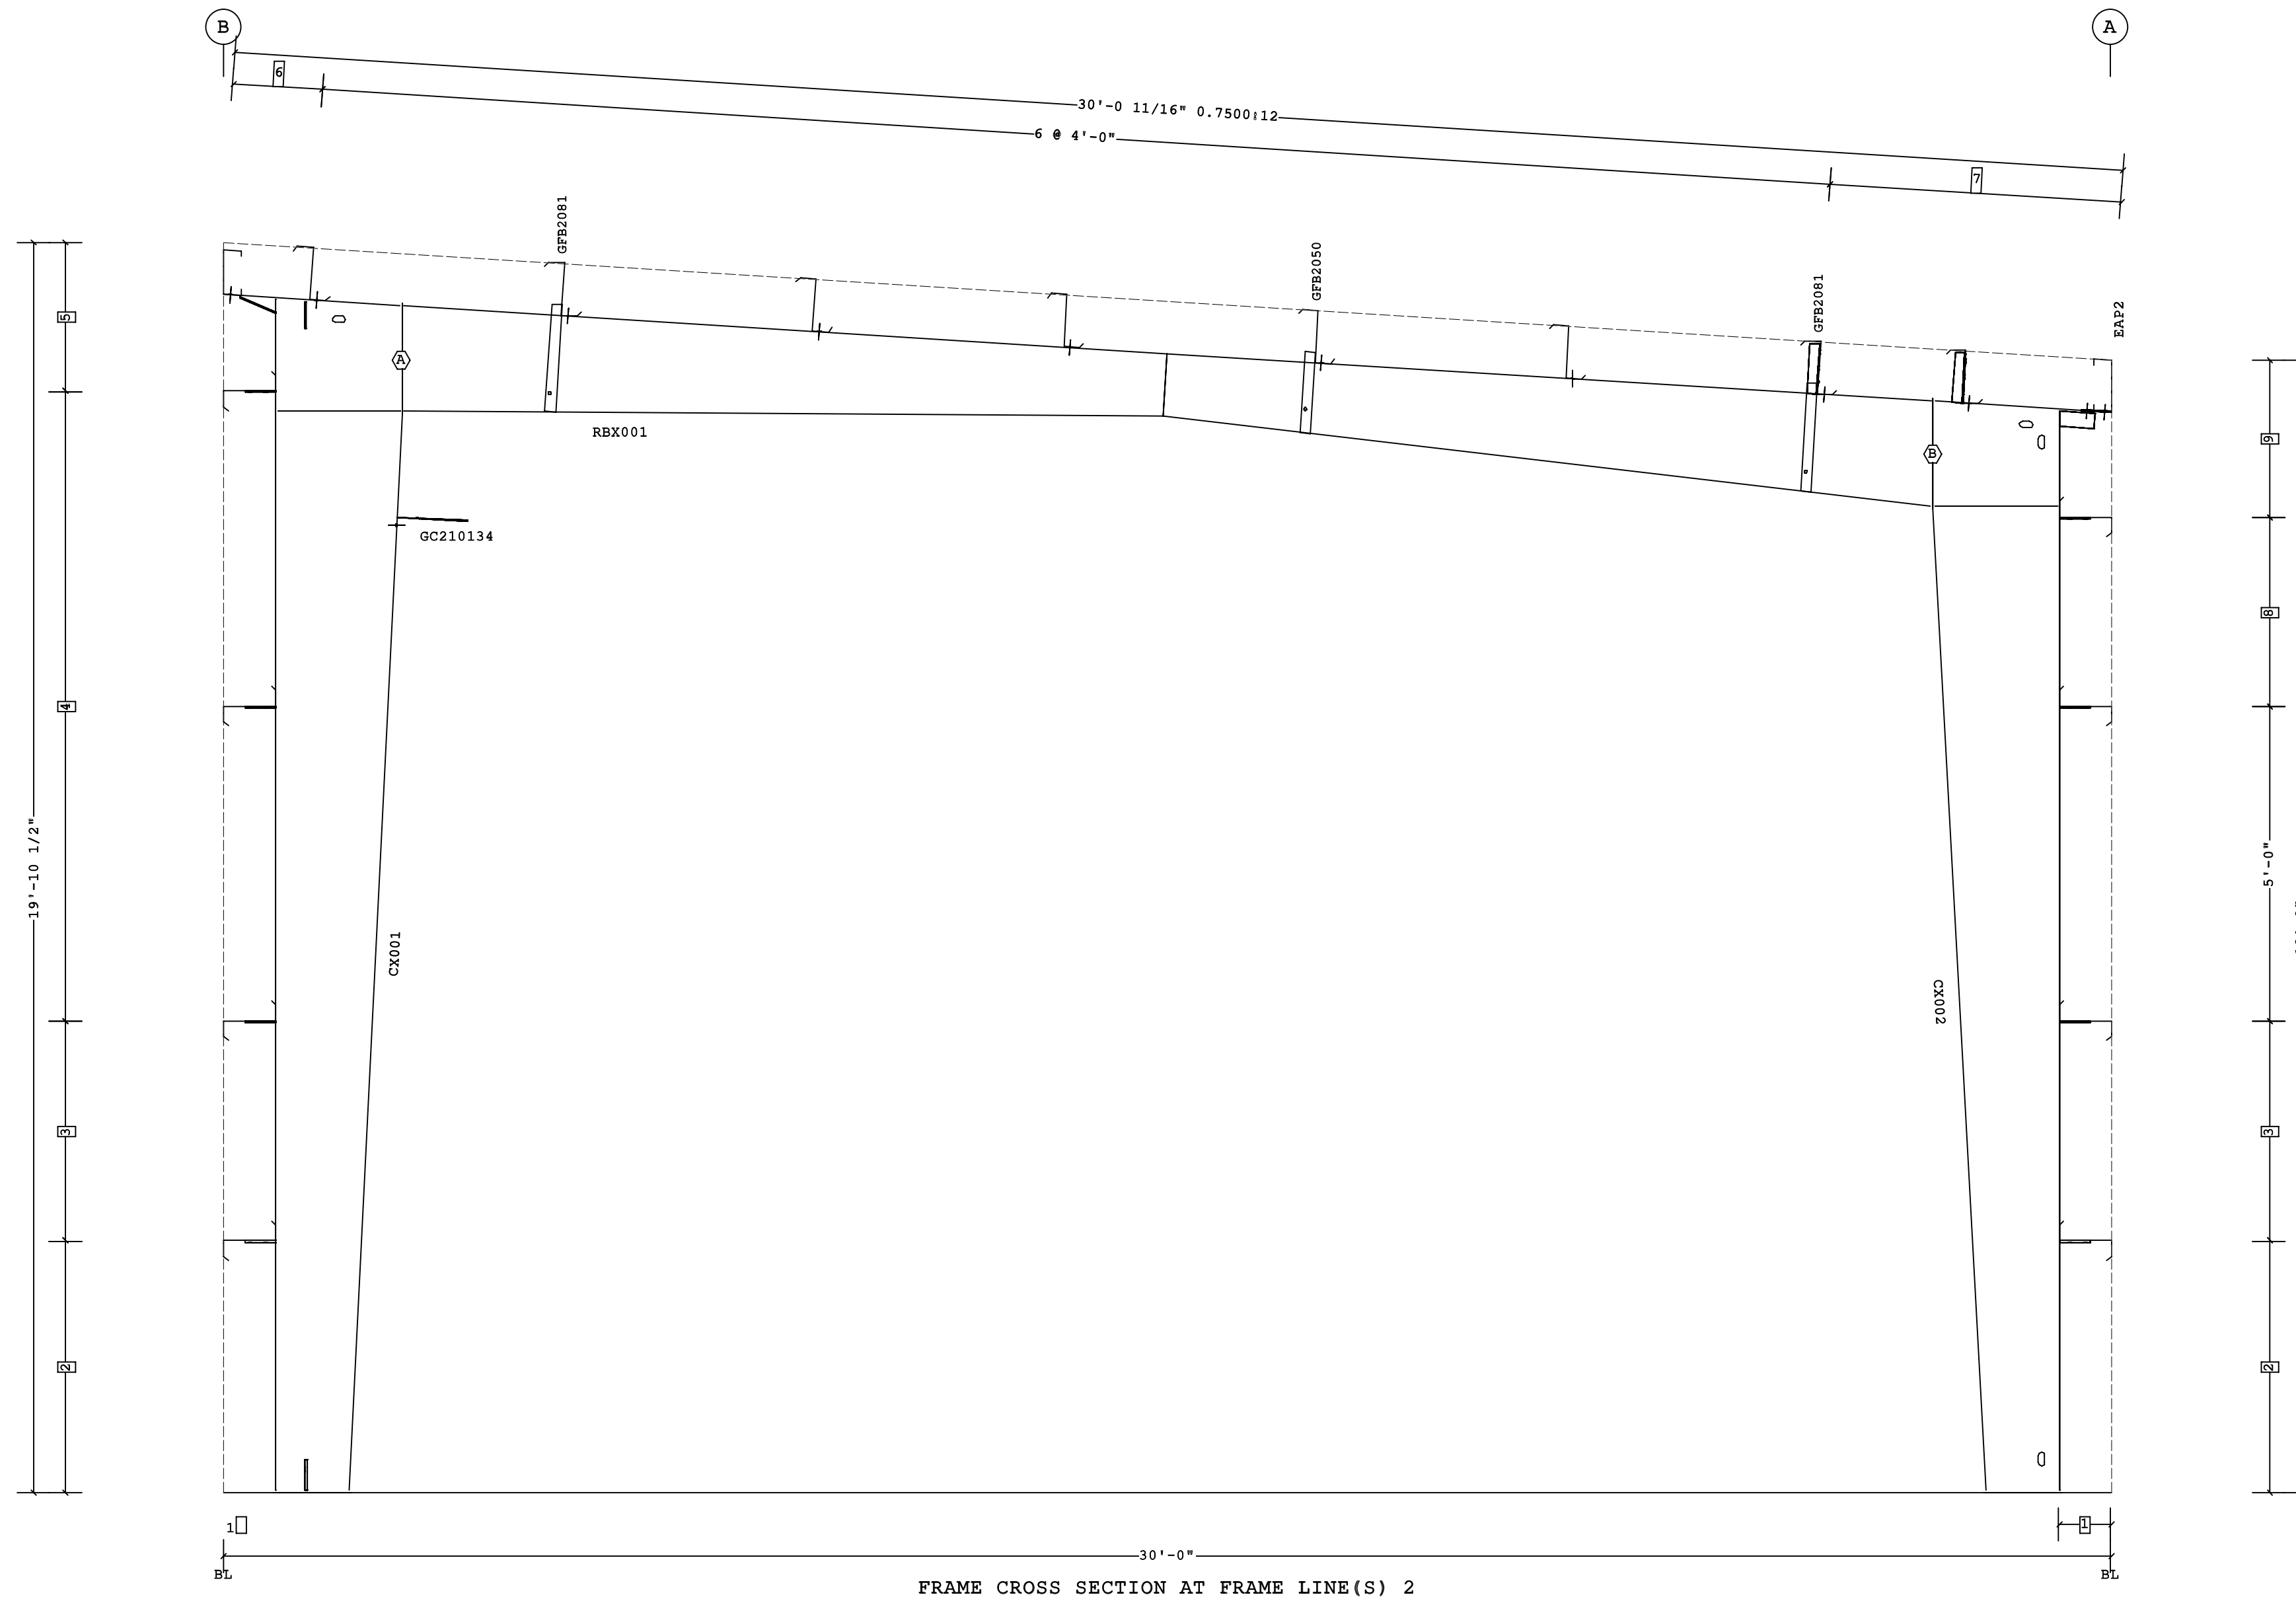 B
A
6
30'-0 11/16" 0.7500:12
6 @ 4'-0"
7
GFB2081
GFB2050
GFB2081
EAP2
5
A
RBX001
B
9
GC210134
8
4
19'-10 1/2"
5'-0"
CX001
CX002
3
3
2
2
1
1
30'-0"
BL
BL
FRAME CROSS SECTION AT FRAME LINE(S) 2